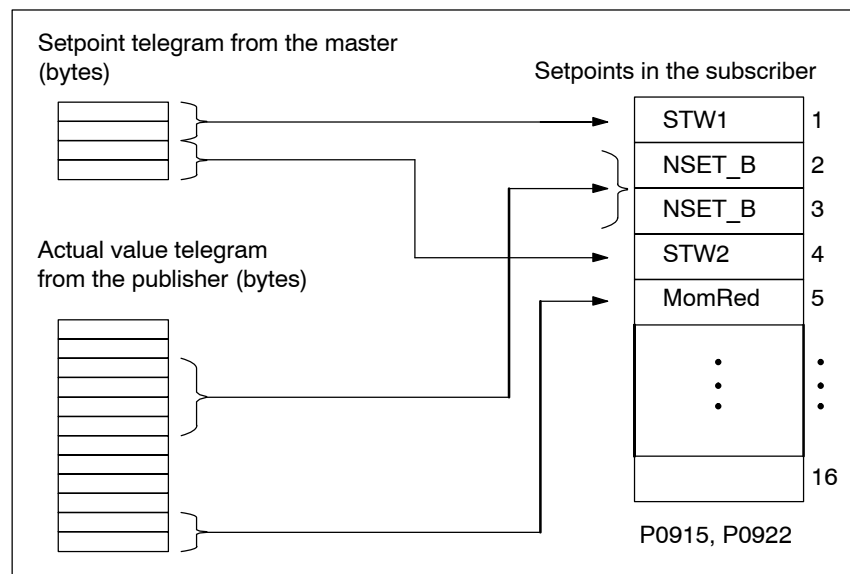 Setpoint telegram from the master
(bytes)
Setpoints in the subscriber
STW1 1
NSET_B 2
NSET_B 3
Actual value telegram
from the publisher (bytes)
STW2 4
MomRed 5
16
P0915, P0922